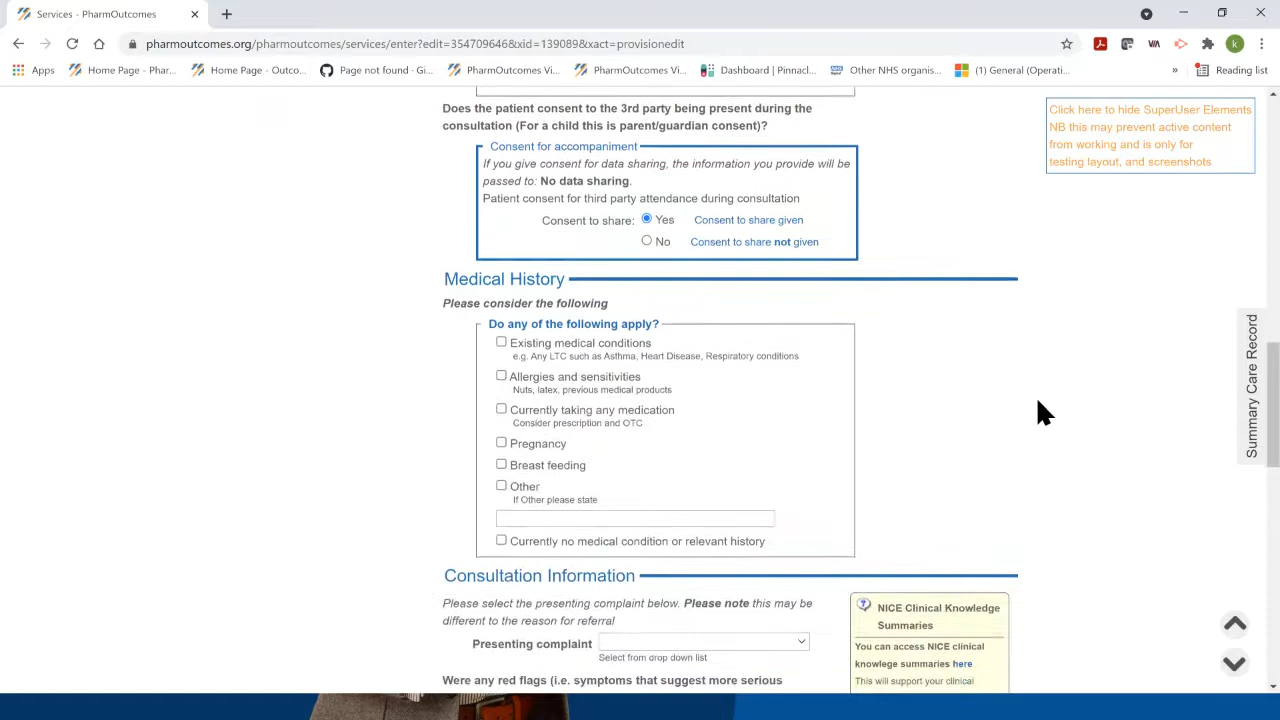 Services - PharmOutcomes
pharmoutcomes.org/pharmoutcomes/services/enter?edit=354709646&xid=139089&xact=provisionedit
k
Apps
Home Page - Phar...
Home Page - Outco...
Page not found · Gi...
PharmOutcomes Vi...
PharmOutcomes Vi...
Dashboard | Pinnacl...
Other NHS organis...
(1) General (Operati...
»
Reading list
Does the patient consent to the 3rd party being present during the
consultation (For a child this is parent/guardian consent)?
Click here to hide SuperUser Elements
NB this may prevent active content
from working and is only for
testing layout, and screenshots
Consent for accompaniment
If you give consent for data sharing, the information you provide will be
passed to: No data sharing.
Patient consent for third party attendance during consultation
Consent to share: Yes Consent to share given
No Consent to share not given
Medical History
Please consider the following
Do any of the following apply?
Existing medical conditions
e.g. Any LTC such as Asthma, Heart Disease, Respiratory conditions
Allergies and sensitivities
Nuts, latex, previous medical products
Currently taking any medication
Consider prescription and OTC
Pregnancy
Breast feeding
Other
If Other please state
Currently no medical condition or relevant history
Summary Care Record
Consultation Information
Please select the presenting complaint below. Please note this may be
different to the reason for referral
Presenting complaint
Select from drop down list
Were any red flags (i.e. symptoms that suggest more serious
NICE Clinical Knowledge
Summaries
You can access NICE clinical
knowlege summaries here
This will support your clinical